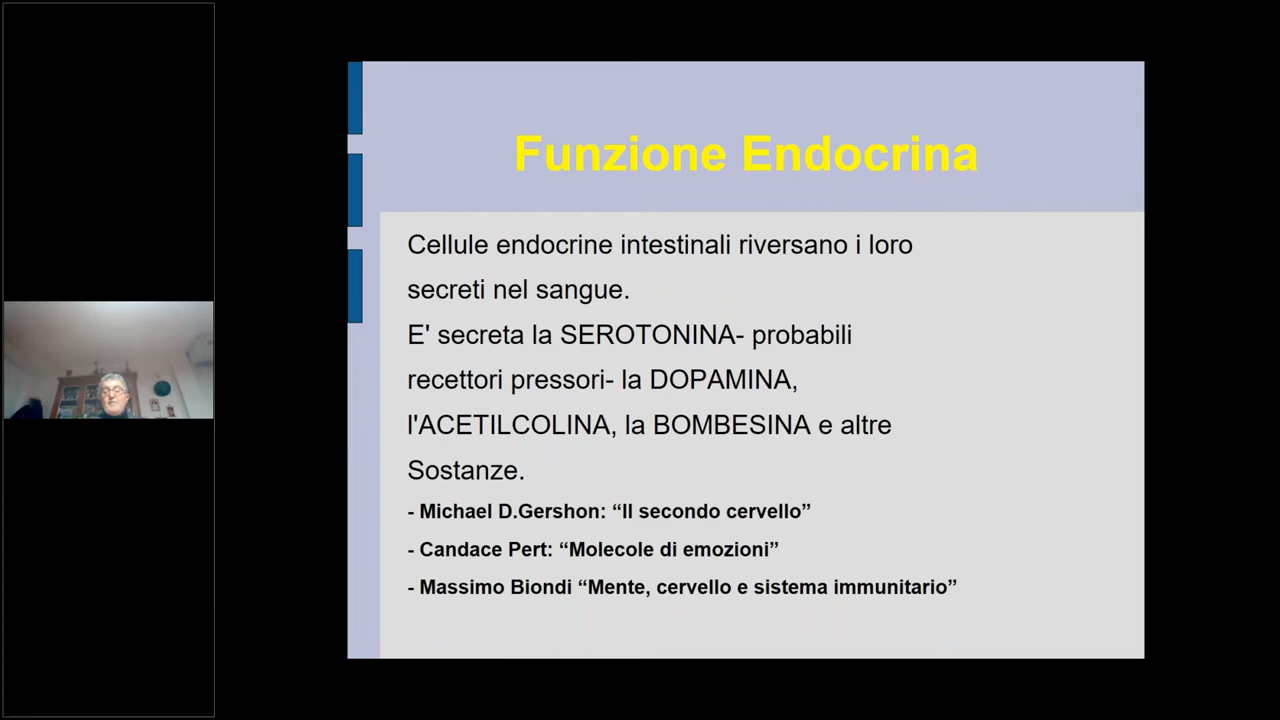 Funzione Endocrina
Cellule endocrine intestinali riversano i loro
secreti nel sangue.
E' secreta la SEROTONINA- probabili
recettori pressori- la DOPAMINA,
l'ACETILCOLINA, la BOMBESINA e altre
Sostanze.
- Michael D.Gershon: “Il secondo cervello”
- Candace Pert: “Molecole di emozioni”
- Massimo Biondi “Mente, cervello e sistema immunitario”